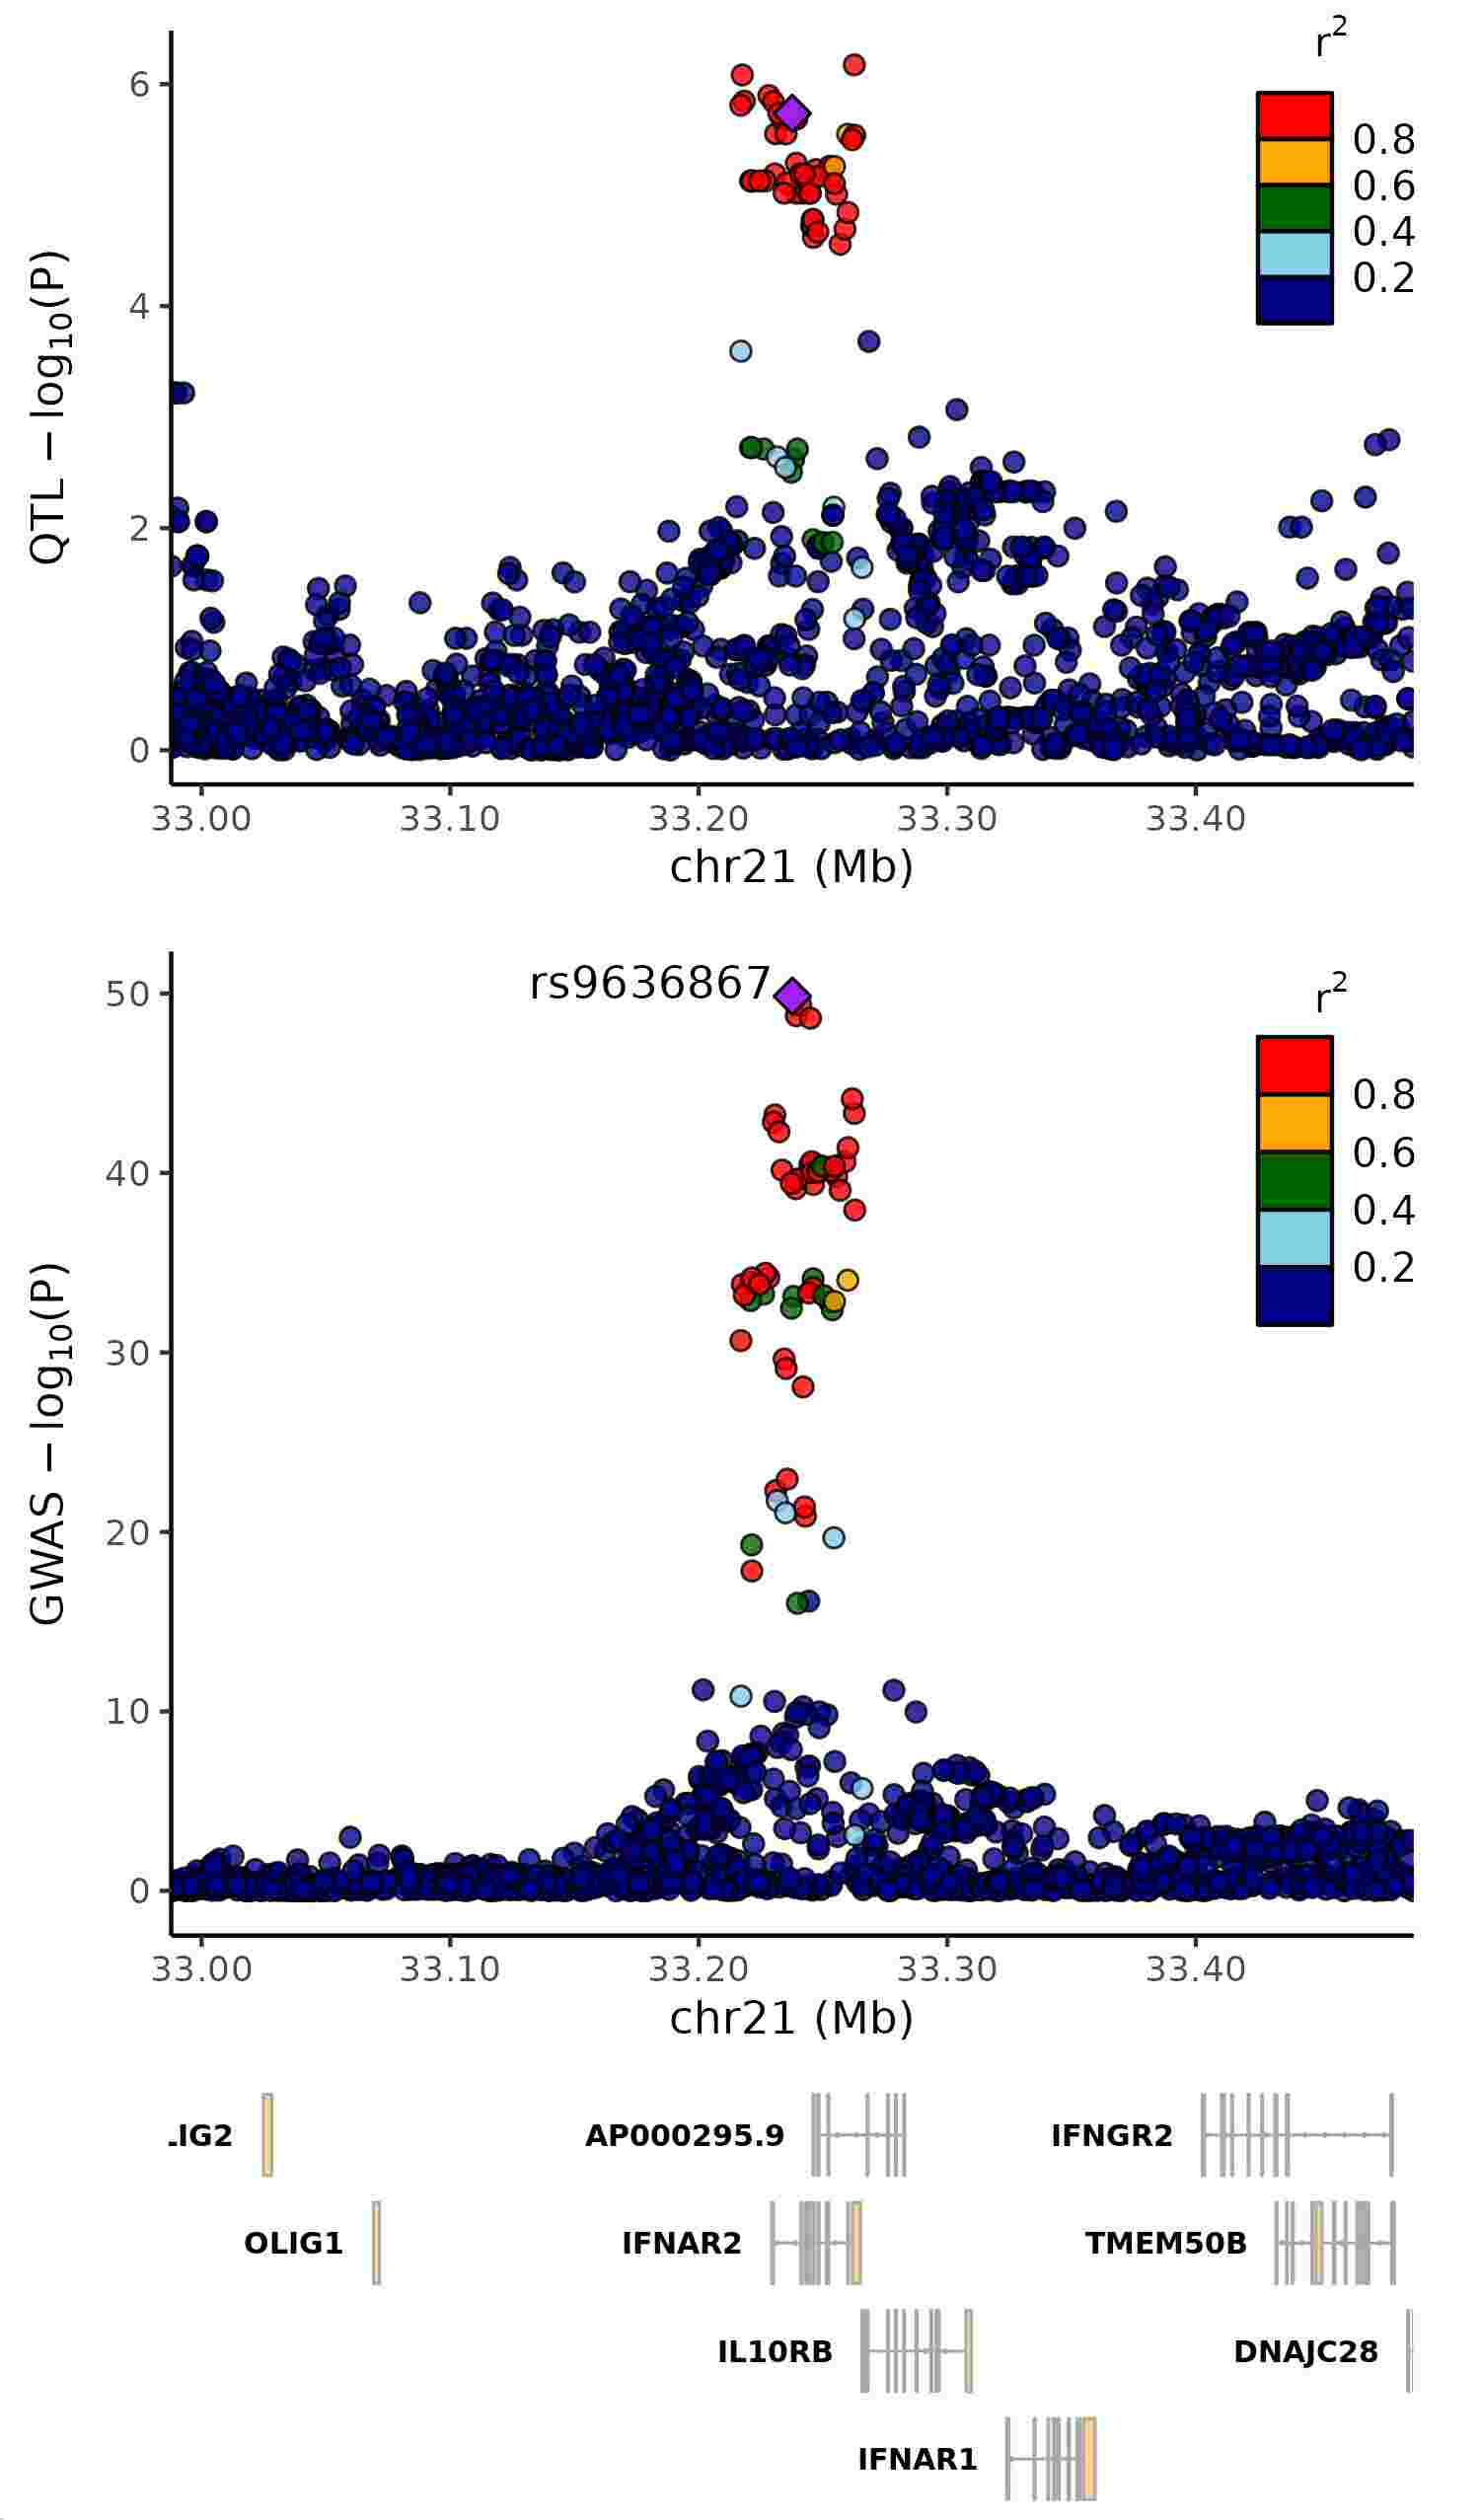 r2
6
4
2
0
QTL −log10(P)
0.8
0.6
0.4
0.2
33.00 33.10 33.20 33.30 33.40
chr21 (Mb)
rs9636867
r2
50
40
30
20
10
0
GWAS −log10(P)
0.8
0.6
0.4
0.2
33.00 33.10 33.20 33.30 33.40
chr21 (Mb)
IG2 AP000295.9 IFNGR2
OLIG1 IFNAR2 TMEM50B
IL10RB DNAJC28
IFNAR1